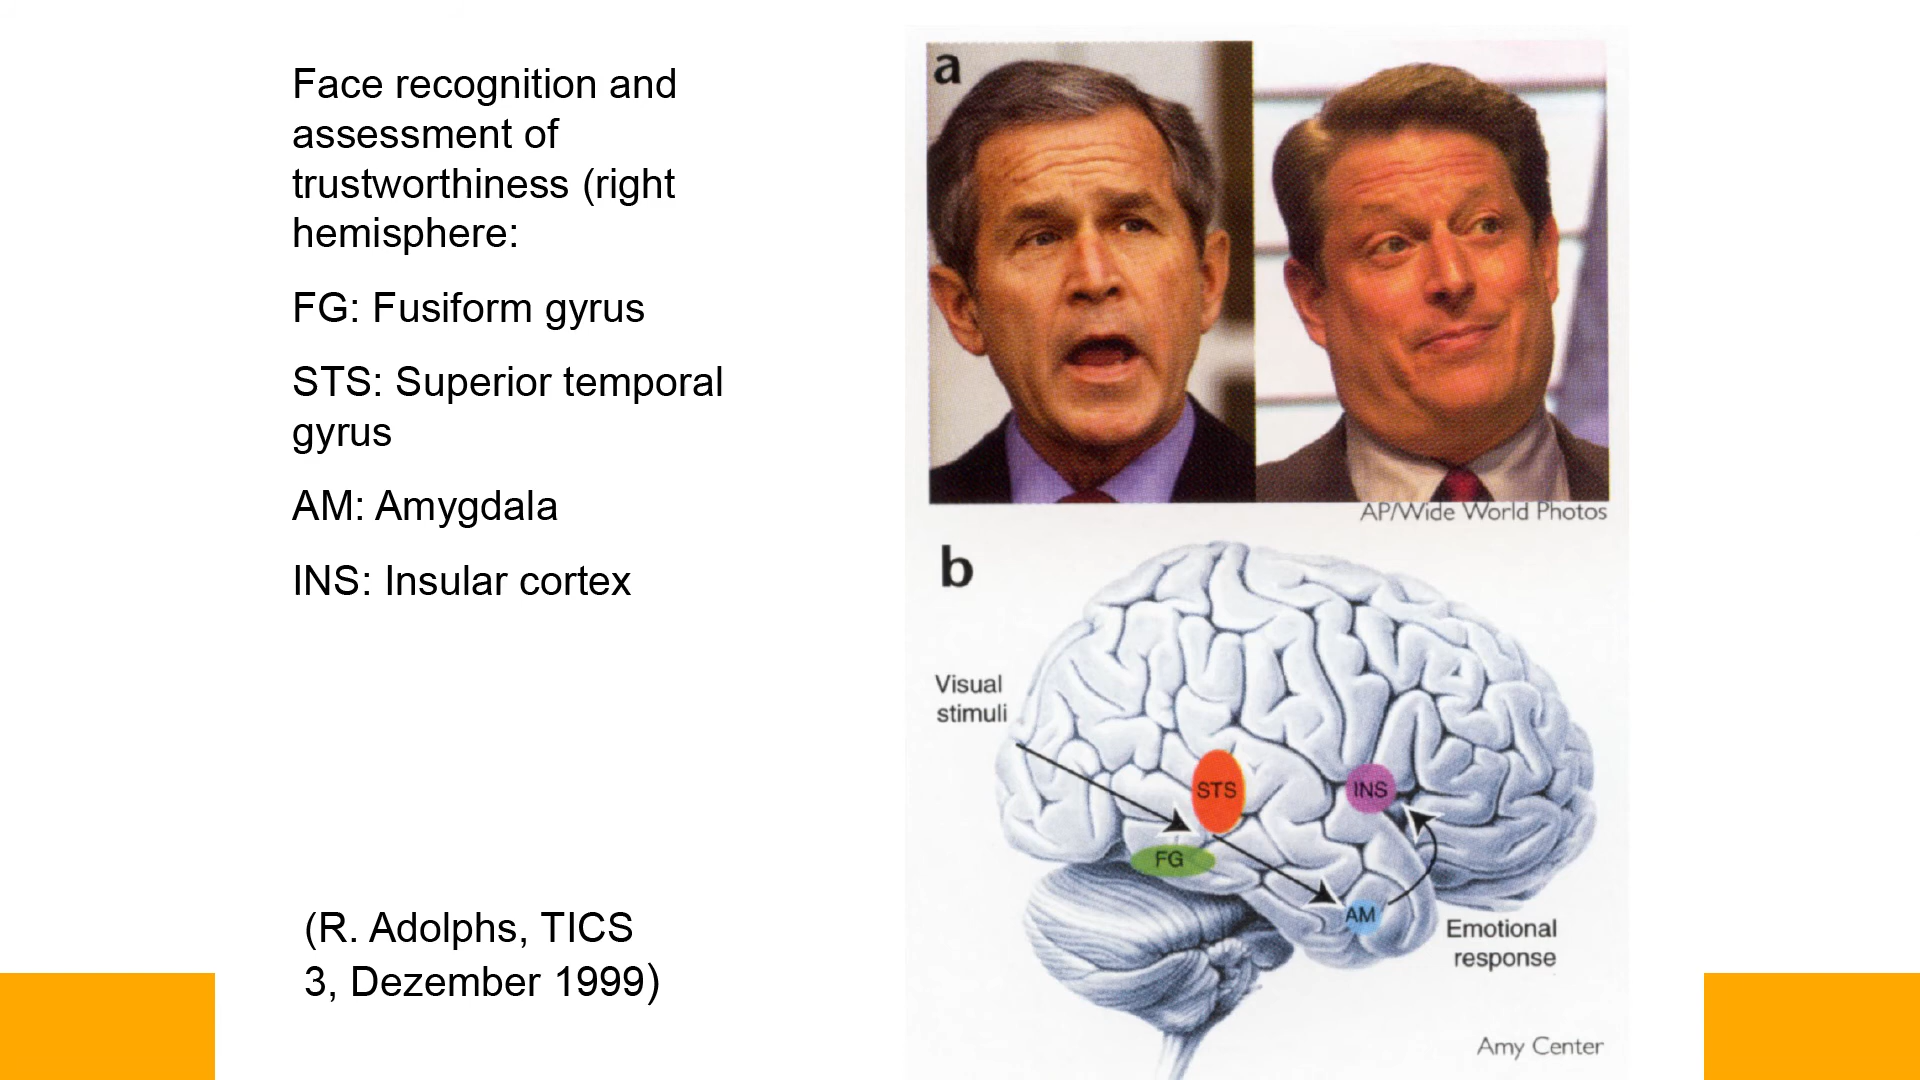 Face recognition and
assessment of
trustworthiness (right
hemisphere:
FG: Fusiform gyrus
STS: Superior temporal
gyrus
AM: Amygdala
INS: Insular cortex
(R. Adolphs, TICS
3, Dezember 1999)
a
AP/Wide World Photos
b
Visual
stimuli
STS
INS
FG
AM
Emotional
response
Amy Center